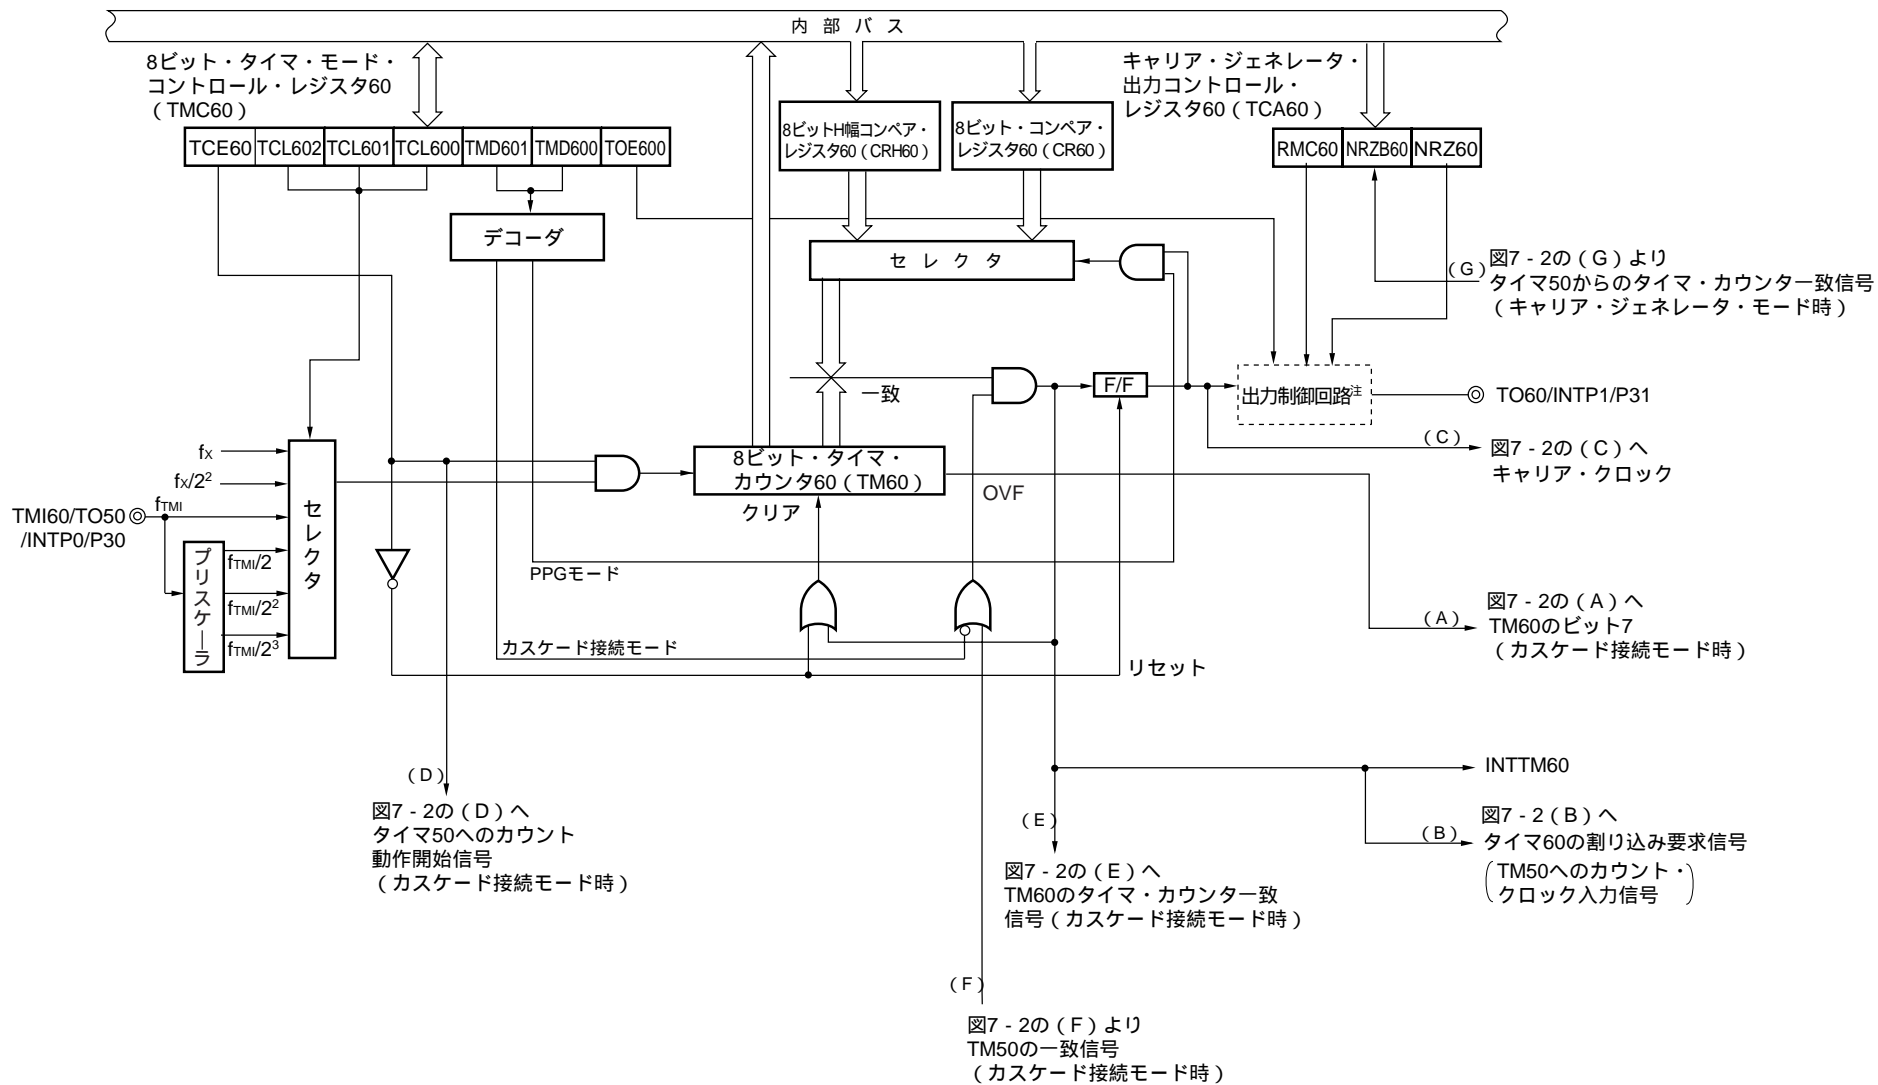 内 部 バ ス
8ビット・タイマ・モード・
コントロール・レジスタ60
(TMC60)
TCE60 TCL602 TCL601 TCL600 TMD601 TMD600 TOE600
8ビットH幅コンペア・
レジスタ60(CRH60)
8ビット・コンペア・
レジスタ60(CR60)
キャリア・ジェネレータ・
出力コントロール・
レジスタ60(TCA60)
RMC60 NRZB60 NRZ60
デコーダ
セ レ ク タ
(G)
図7 - 2の(G)より
タイマ50からのタイマ・カウンタ一致信号
(キャリア・ジェネレータ・モード時)
一致
F/F
出力制御回路注
TO60/INTP1/P31
(C)
図7 - 2の(C)へ
キャリア・クロック
fX
fX/2²
fTMI
TMI60/TO50
/INTP0/P30
プリスケーラ
fTMI/2
fTMI/2²
fTMI/2³
セレクタ
8ビット・タイマ・
カウンタ60(TM60)
クリア
OVF
PPGモード
カスケード接続モード
リセット
(A)
図7 - 2の(A)へ
TM60のビット7
(カスケード接続モード時)
INTTM60
(B)
図7 - 2(B)へ
タイマ60の割り込み要求信号
(TM50へのカウント・
クロック入力信号)
(D)
図7 - 2の(D)へ
タイマ50へのカウント
動作開始信号
(カスケード接続モード時)
(E)
図7 - 2の(E)へ
TM60のタイマ・カウンタ一致
信号(カスケード接続モード時)
(F)
図7 - 2の(F)より
TM50の一致信号
(カスケード接続モード時)